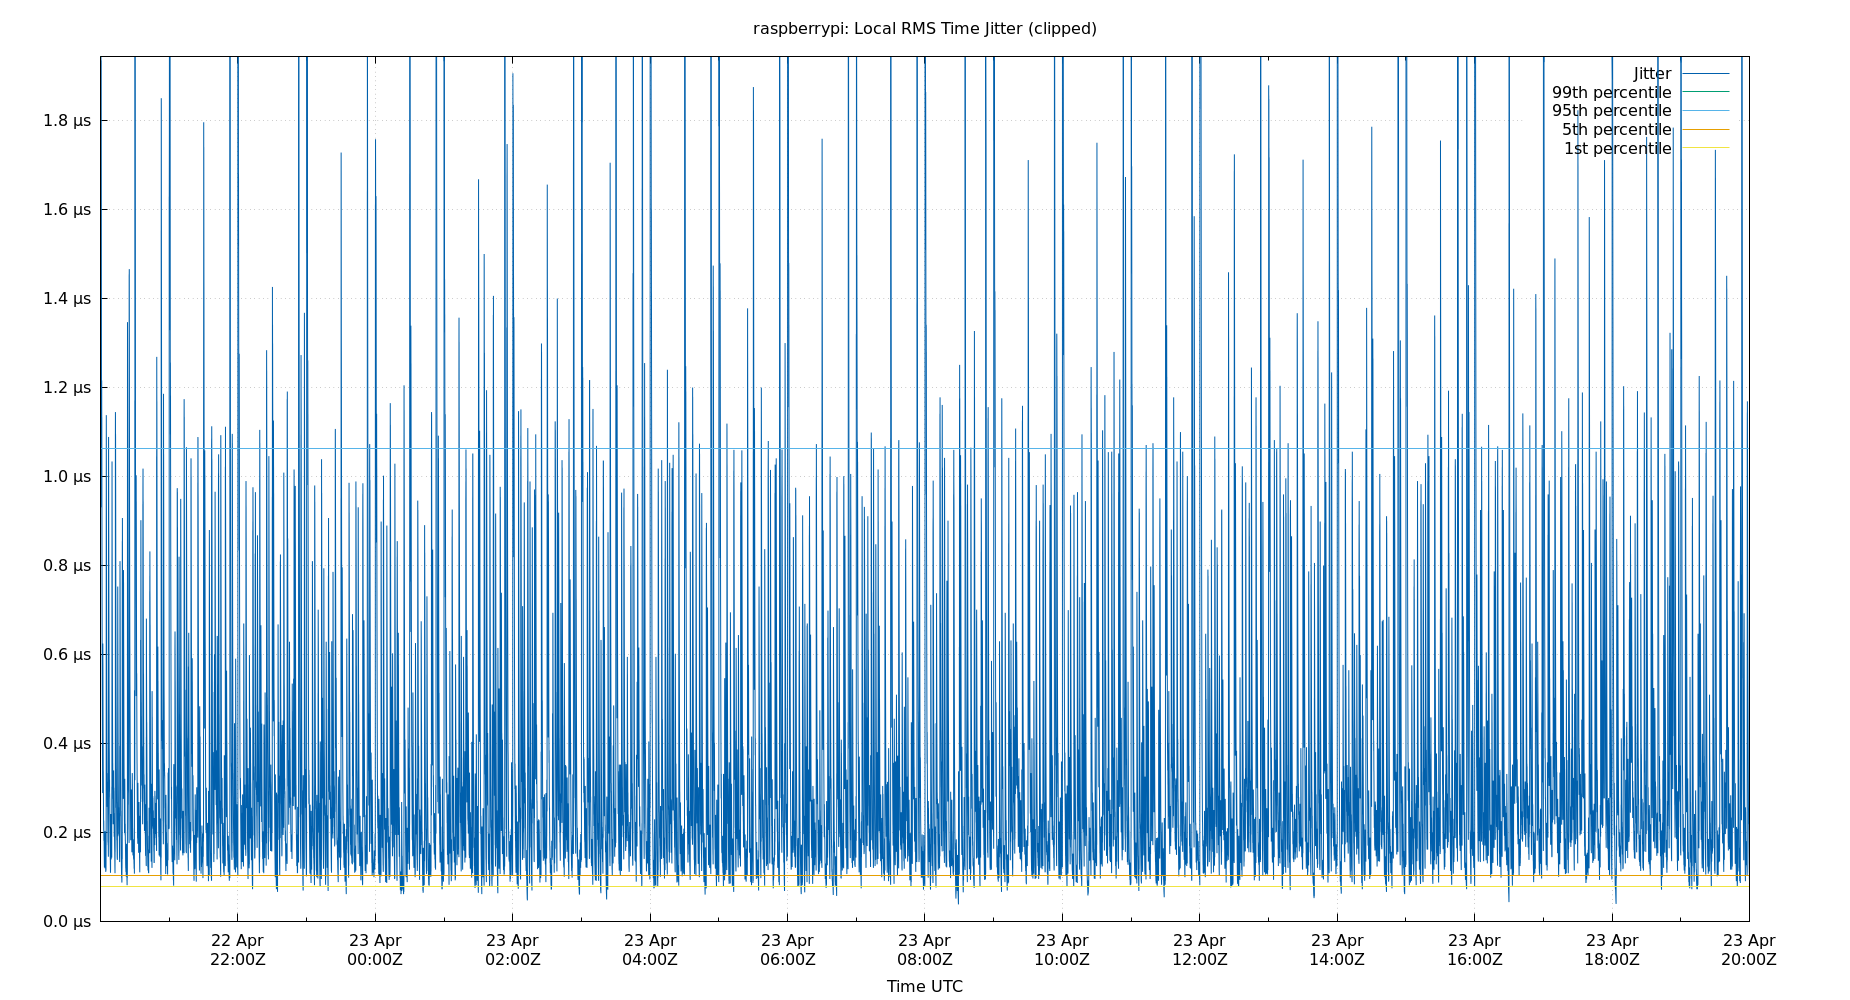 raspberrypi: Local RMS Time Jitter (clipped)
Jitter
99th percentile
95th percentile
5th percentile
1st percentile
1.8 μs
1.6 μs
1.4 μs
1.2 μs
1.0 μs
0.8 μs
0.6 μs
0.4 μs
0.2 μs
0.0 μs
22 Apr 23 Apr 23 Apr 23 Apr 23 Apr 23 Apr 23 Apr 23 Apr 23 Apr 23 Apr 23 Apr 23 Apr
22:00Z 00:00Z 02:00Z 04:00Z 06:00Z 08:00Z 10:00Z 12:00Z 14:00Z 16:00Z 18:00Z 20:00Z
Time UTC